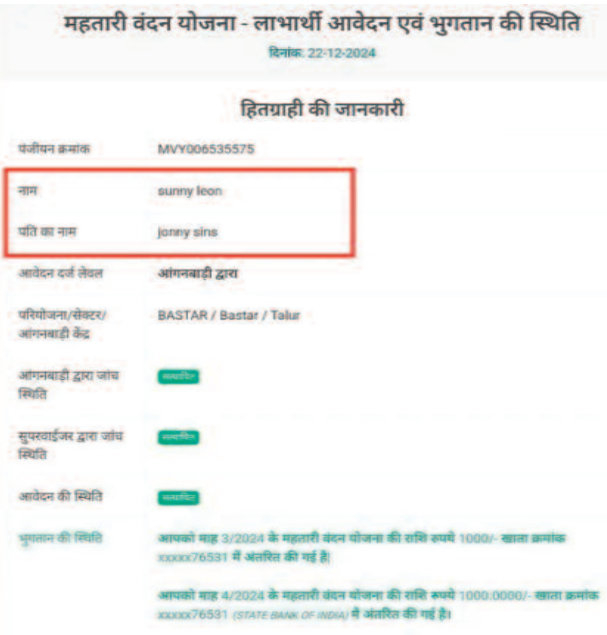 महतारी वंदन योजना - लाभार्थी आवेदन एवं भुगतान की स्थिति
दिनांक: 22-12-2024
हितग्राही की जानकारी
पंजीयन क्रमांक MVY006535575
नाम sunny leon
पति का नाम jonny sins
आवेदन दर्ज लेवल आंगनबाड़ी द्वारा
परियोजना/सेक्टर/ BASTAR / Bastar / Talur
आंगनबाड़ी केंद्र
आंगनबाड़ी द्वारा जांच सत्यापित
स्थिति
सुपरवाईजर द्वारा जांच सत्यापित
स्थिति
आवेदन की स्थिति सत्यापित
भुगतान की स्थिति आपको माह 3/2024 के महतारी वंदन योजना की राशि रुपये 1000/- खाता क्रमांक
xxxxx76531 में अंतरित की गई है|
आपको माह 4/2024 के महतारी वंदन योजना की राशि रुपये 1000.0000/- खाता क्रमांक
xxxxx76531 (STATE BANK OF INDIA) में अंतरित की गई है।